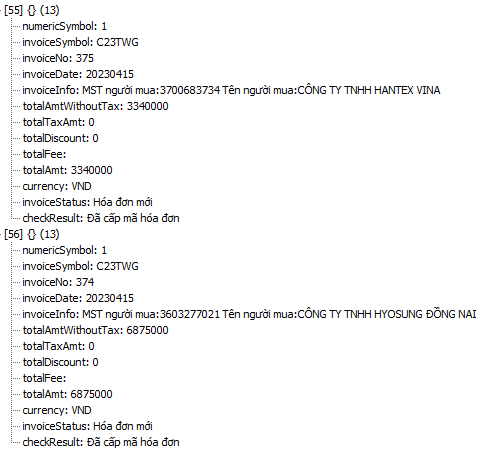 [55] {} (13)
numericSymbol: 1
invoiceSymbol: C23TWG
invoiceNo: 375
invoiceDate: 20230415
invoiceInfo: MST người mua:3700683734 Tên người mua:CÔNG TY TNHH HANTEX VINA
totalAmtWithoutTax: 3340000
totalTaxAmt: 0
totalDiscount: 0
totalFee:
totalAmt: 3340000
currency: VND
invoiceStatus: Hóa đơn mới
checkResult: Đã cấp mã hóa đơn
[56] {} (13)
numericSymbol: 1
invoiceSymbol: C23TWG
invoiceNo: 374
invoiceDate: 20230415
invoiceInfo: MST người mua:3603277021 Tên người mua:CÔNG TY TNHH HYOSUNG ĐỒNG NAI
totalAmtWithoutTax: 6875000
totalTaxAmt: 0
totalDiscount: 0
totalFee:
totalAmt: 6875000
currency: VND
invoiceStatus: Hóa đơn mới
checkResult: Đã cấp mã hóa đơn